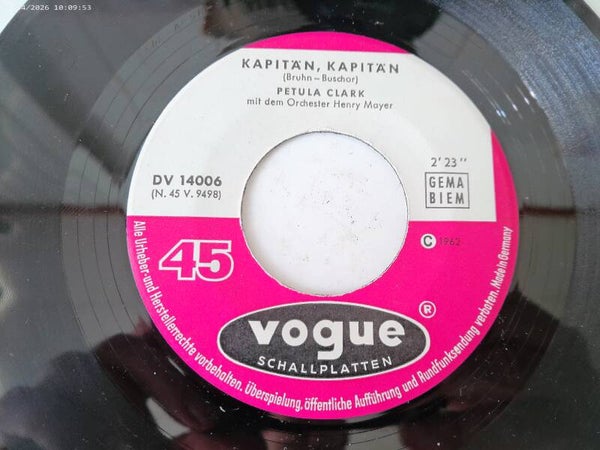 4/2026 10:09:53
KAPITÄN, KAPITÄN
(Bruhn – Buschor)
PETULA CLARK
mit dem Orchester Henry Mayer
DV 14006
(N. 45 V. 9498)
2' 23''
GEMA
BIEM
45
© 1962
vogue ®
SCHALLPLATTEN
Alle Urheber- und Herstellerrechte vorbehalten. Überspielung, öffentliche Aufführung und Rundfunksendung verboten. Made in Germany